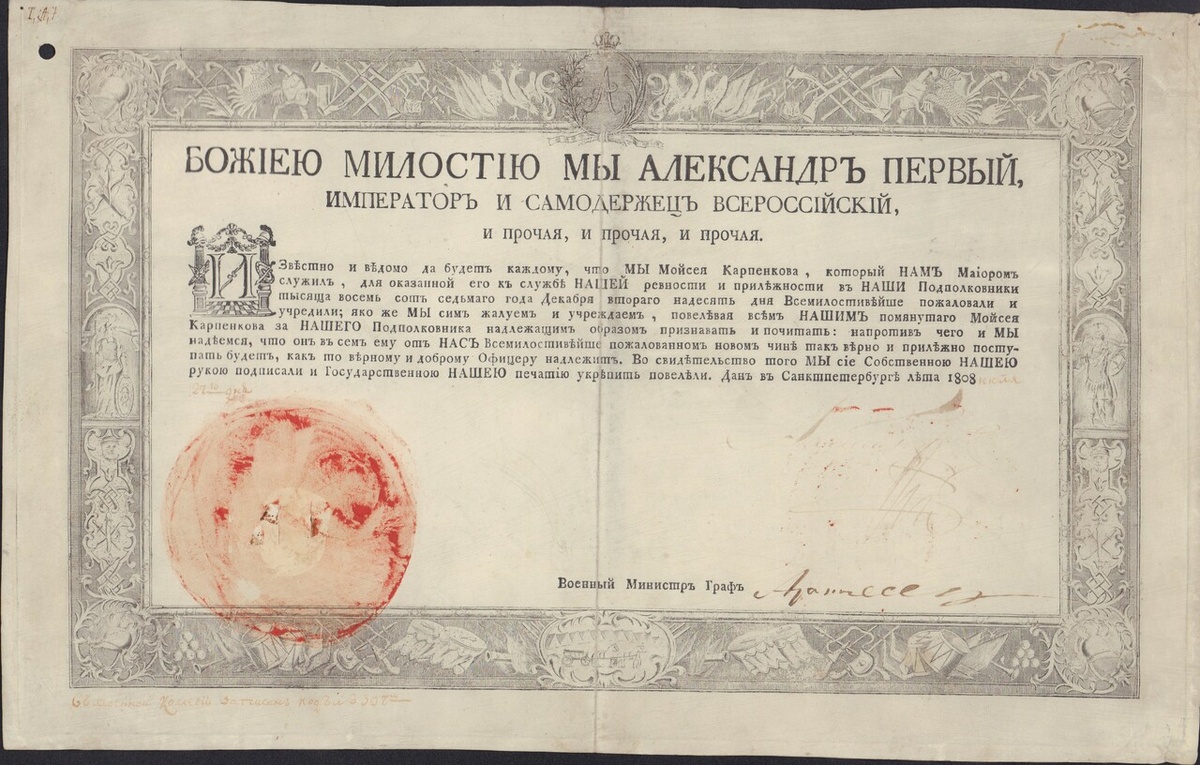 БОЖІЕЮ МИЛОСТІЮ МЫ АЛЕКСАНДРЪ ПЕРВЫЙ,
ИМПЕРАТОРЪ И САМОДЕРЖЕЦЪ ВСЕРОССІЙСКІЙ,
И ПРОЧАЯ, И ПРОЧАЯ, И ПРОЧАЯ.
ИЗвѣстно и вѣдомо да будетъ каждому, что МЫ Мойсея Карпенкова, который НАМЪ Маіоромъ
служилъ, для оказанной его къ службѣ НАШЕЙ ревности и прилѣжности въ НАШИ Подполковники
тысяща восемь сотъ седьмаго года Декабря втораго надесять дня Всемилостивѣйше пожаловали и
учредили; яко же МЫ симъ жалуемъ и учреждаемъ, повелѣвая всѣмъ НАШИМЪ помянутаго Мойсея
Карпенкова за НАШЕГО Подполковника надлежащимъ образомъ признавать и почитать: напротивъ чего и МЫ
надѣемся, что онъ въ семъ ему отъ НАСЪ Всемилостивѣйше пожалованномъ новомъ чинѣ такъ вѣрно и прилѣжно посту-
пать будетъ, какъ то вѣрному и доброму Офицеру надлежитъ. Во свидѣтельство того МЫ сіе Собственною НАШЕЮ
рукою подписали и Государственною НАШЕЮ печатію укрѣпить повелѣли. Данъ въ Санктпетербургѣ лѣта 1808
Военный Министръ Графъ